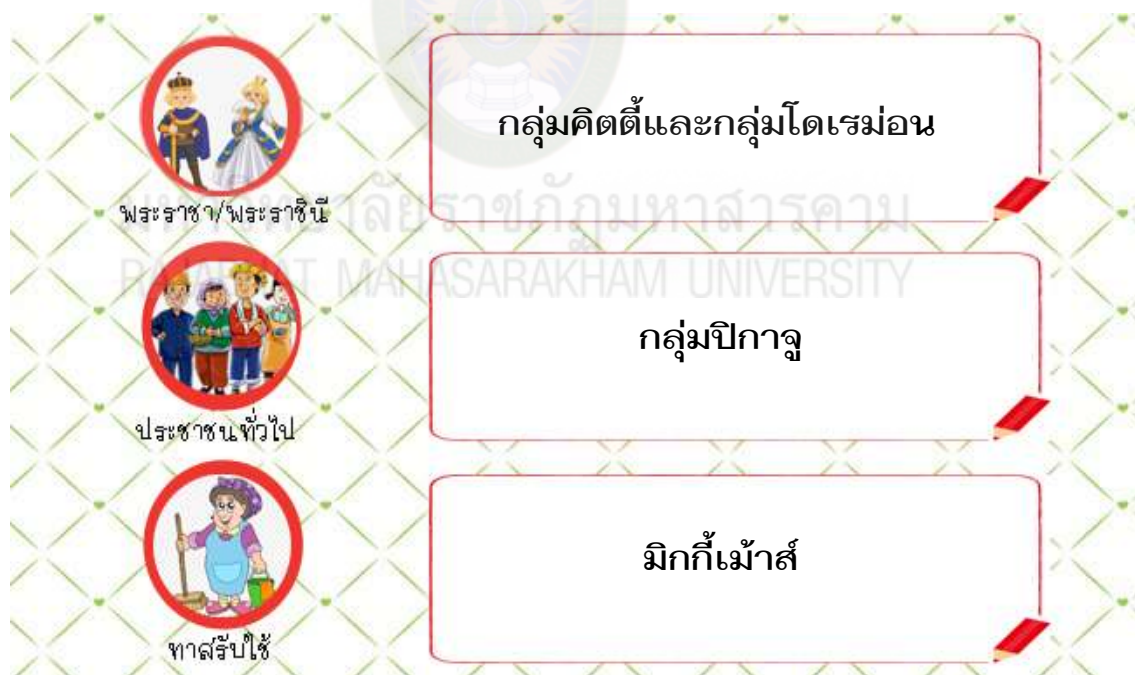 กลุ่มคิตตี้และกลุ่มโดเรม่อน
พระราชา/พระราชินี
มหาวิทยาลัยราชภัฏมหาสารคาม
RAJABHAT MAHASARAKHAM UNIVERSITY
กลุ่มปิกาจู
ประชาชนทั่วไป
มิกกี้เม้าส์
ทาสรับใช้